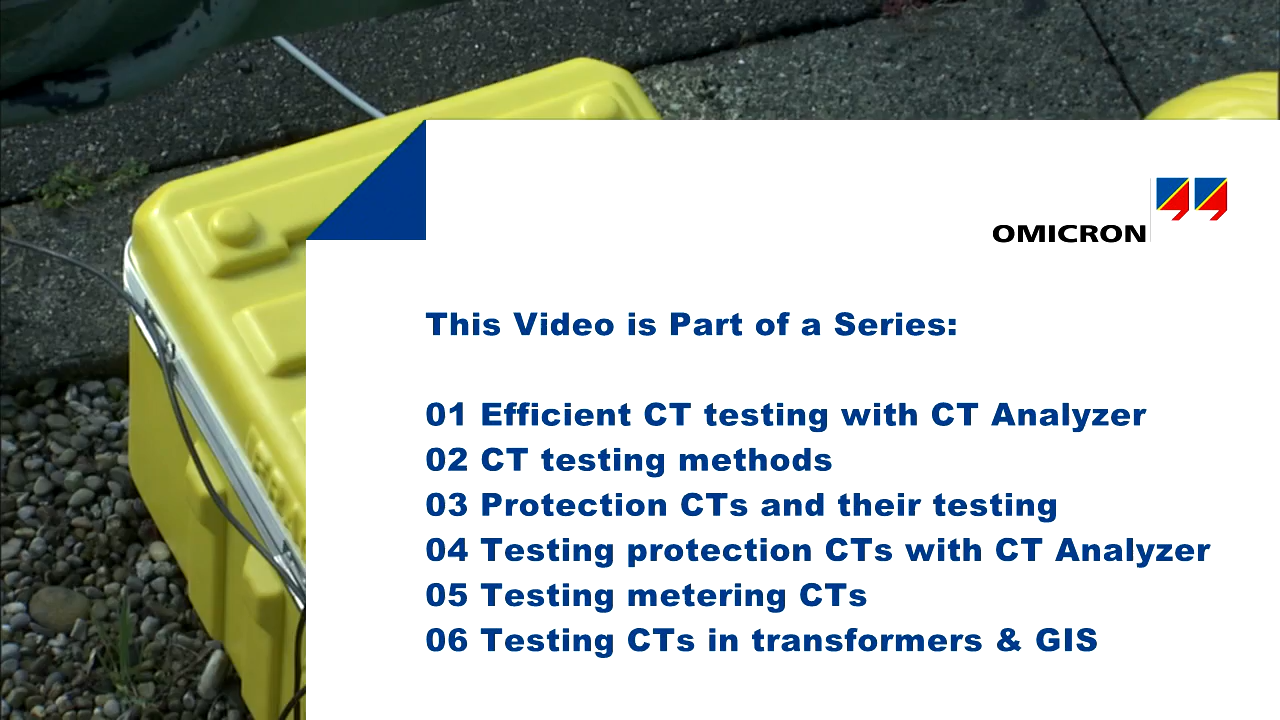 OMICRON
This Video is Part of a Series:
01 Efficient CT testing with CT Analyzer
02 CT testing methods
03 Protection CTs and their testing
04 Testing protection CTs with CT Analyzer
05 Testing metering CTs
06 Testing CTs in transformers & GIS